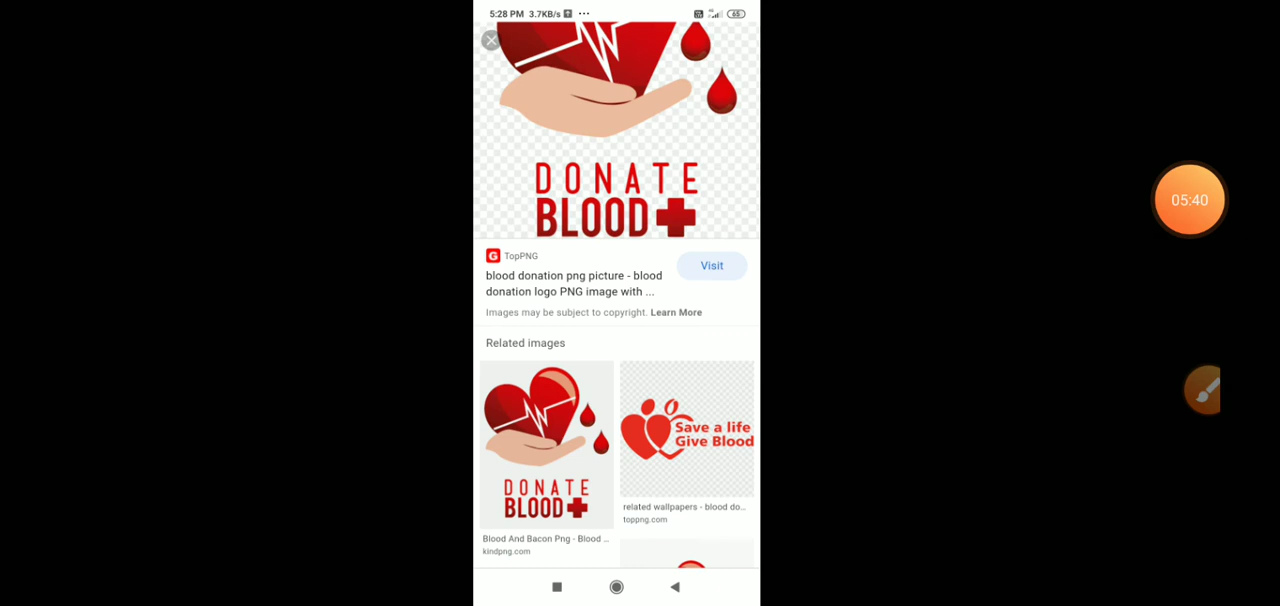 5:28 PM 3.7KB/s ...
65
DONATE
BLOOD
05:40
G TopPNG
Visit
blood donation png picture - blood
donation logo PNG image with ...
Images may be subject to copyright. Learn More
Related images
DONATE
BLOOD
Save a life
Give Blood
Blood And Bacon Png - Blood ...
kindpng.com
related wallpapers - blood do...
toppng.com